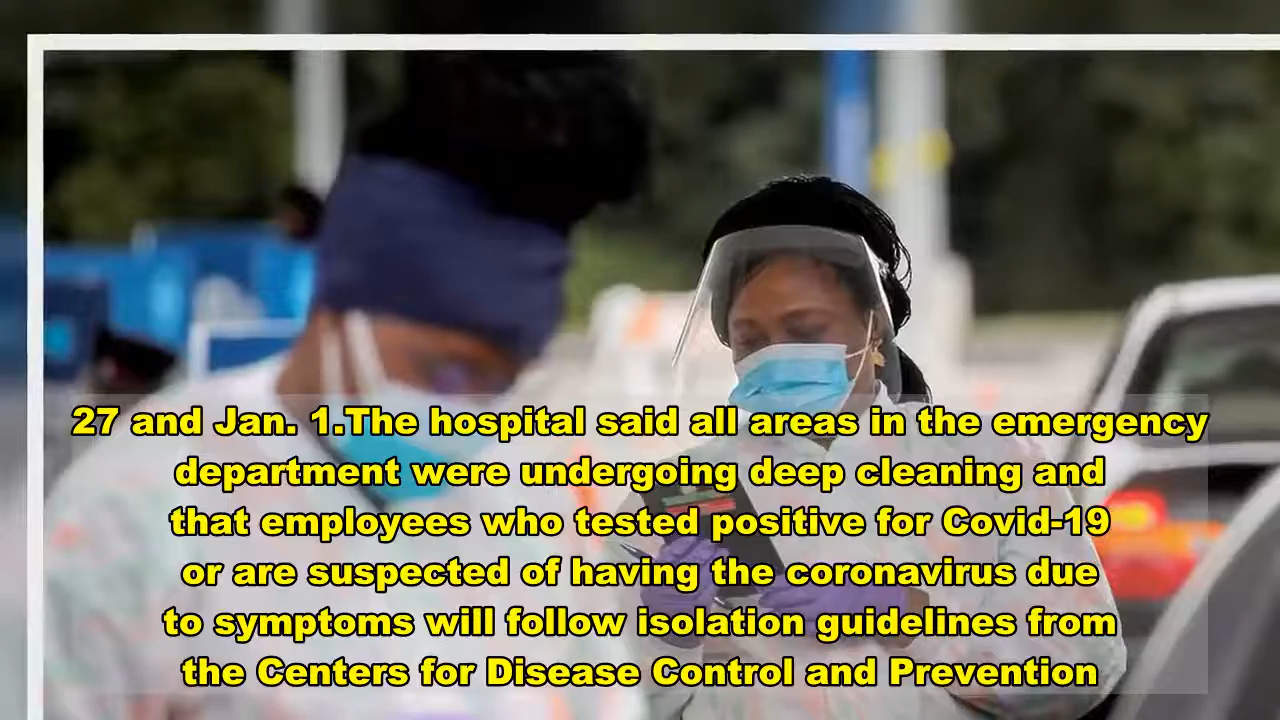 27 and Jan. 1.The hospital said all areas in the emergency
department were undergoing deep cleaning and
that employees who tested positive for Covid-19
or are suspected of having the coronavirus due
to symptoms will follow isolation guidelines from
the Centers for Disease Control and Prevention